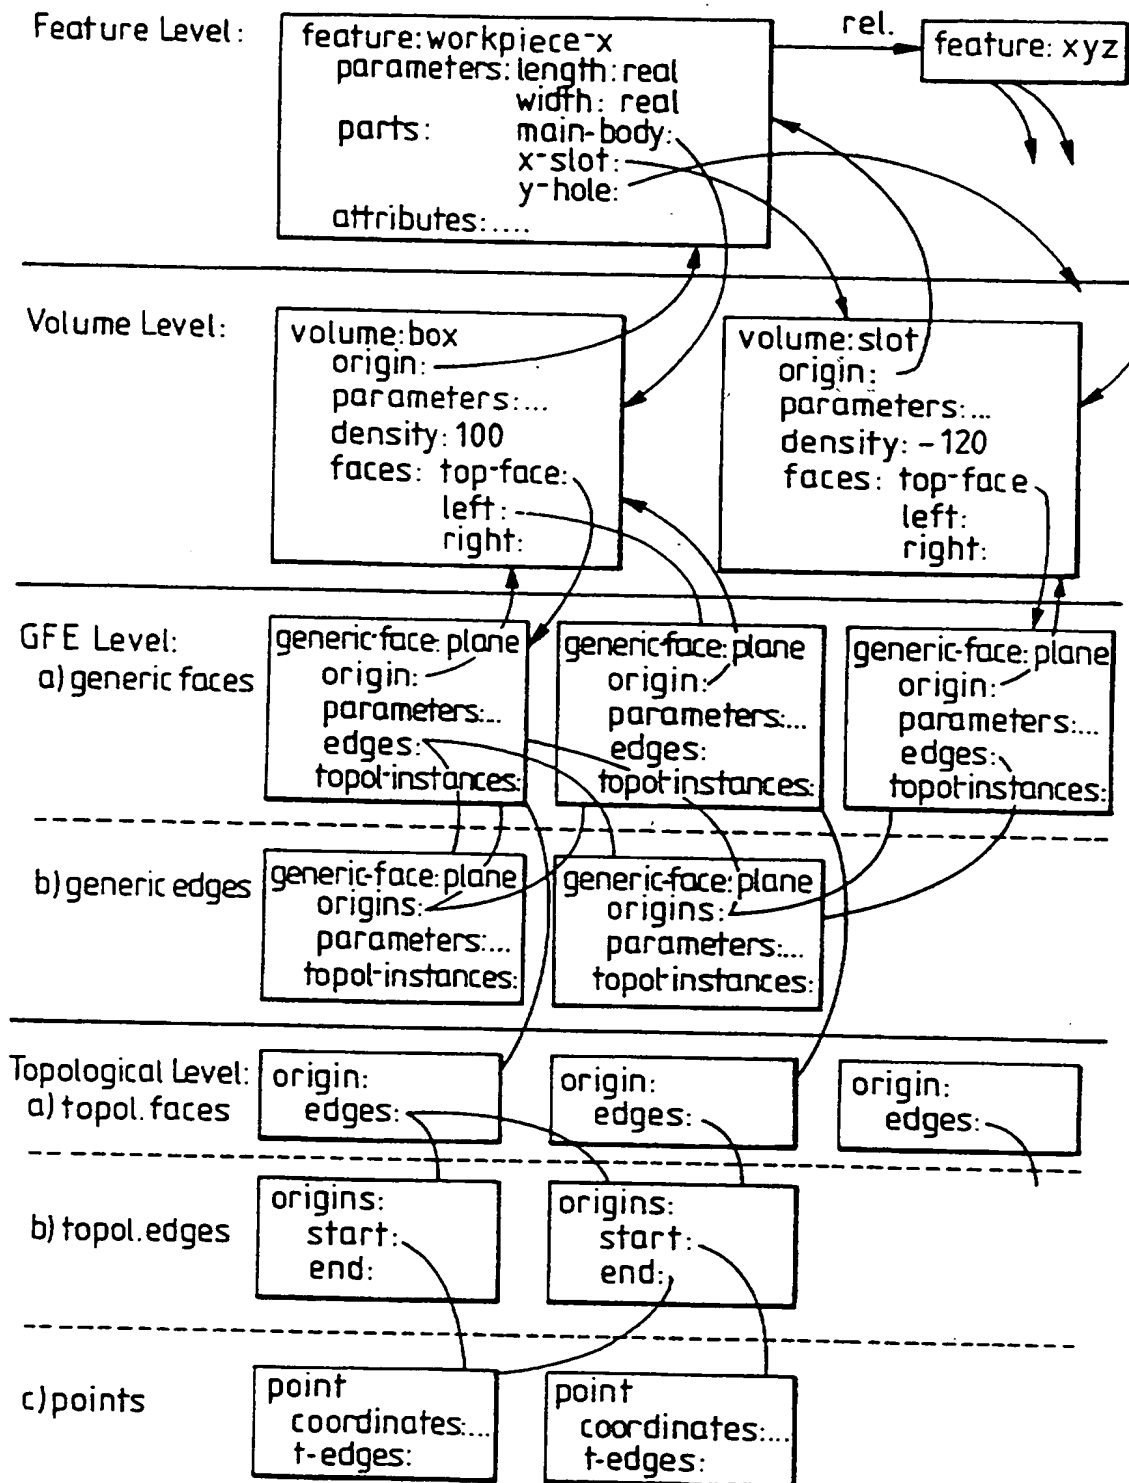 Feature Level:
feature:workpiece-x
parameters:length:real
width: real
parts: main-body:
x-slot:
y-hole:
attributes:....
rel.
feature: xyz
Volume Level:
volume:box
origin:
parameters:...
density: 100
faces: top-face:
left:
right:
volume:slot
origin:
parameters:...
density: -120
faces: top-face
left:
right:
GFE Level:
a) generic faces
generic-face: plane
origin:
parameters:...
edges:
topol-instances:
generic-face: plane
origin:
parameters:...
edges:
topol-instances:
generic-face: plane
origin:
parameters:...
edges:
topol-instances:
b) generic edges
generic-face: plane
origins:
parameters:...
topol-instances:
generic-face: plane
origins:
parameters:...
topol-instances:
Topological Level:
a) topol. faces
origin:
edges:
origin:
edges:
origin:
edges:
b) topol. edges
origins:
start:
end:
origins:
start:
end:
c) points
point
coordinates:...
t-edges:
point
coordinates:...
t-edges: